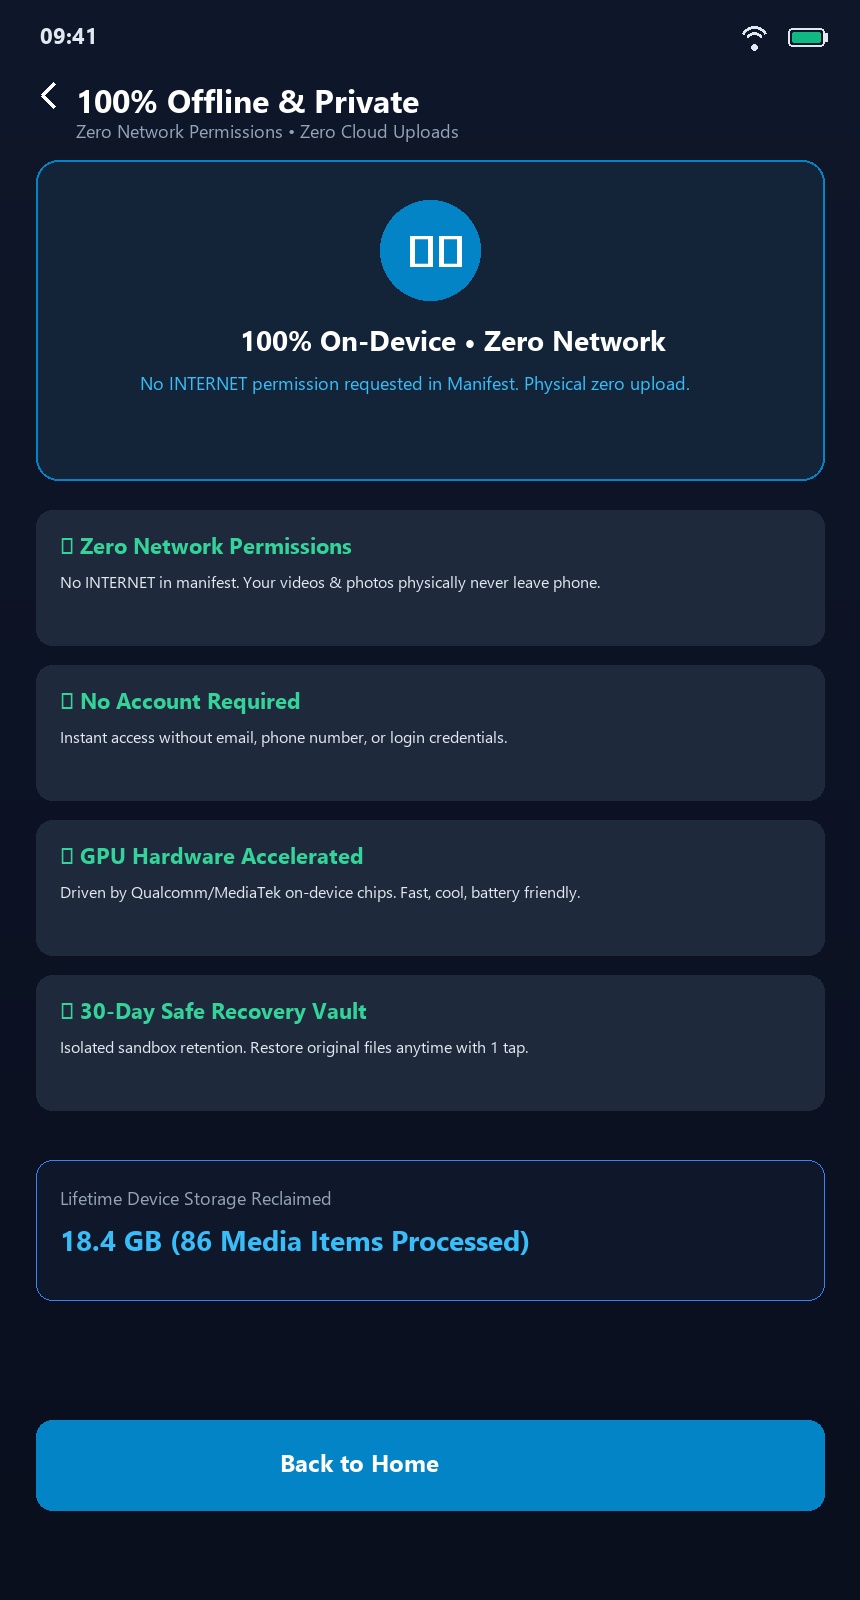 09:41
100% Offline & Private
Zero Network Permissions • Zero Cloud Uploads
100% On-Device • Zero Network
No INTERNET permission requested in Manifest. Physical zero upload.
Zero Network Permissions
No INTERNET in manifest. Your videos & photos physically never leave phone.
No Account Required
Instant access without email, phone number, or login credentials.
GPU Hardware Accelerated
Driven by Qualcomm/MediaTek on-device chips. Fast, cool, battery friendly.
30-Day Safe Recovery Vault
Isolated sandbox retention. Restore original files anytime with 1 tap.
Lifetime Device Storage Reclaimed
18.4 GB (86 Media Items Processed)
Back to Home